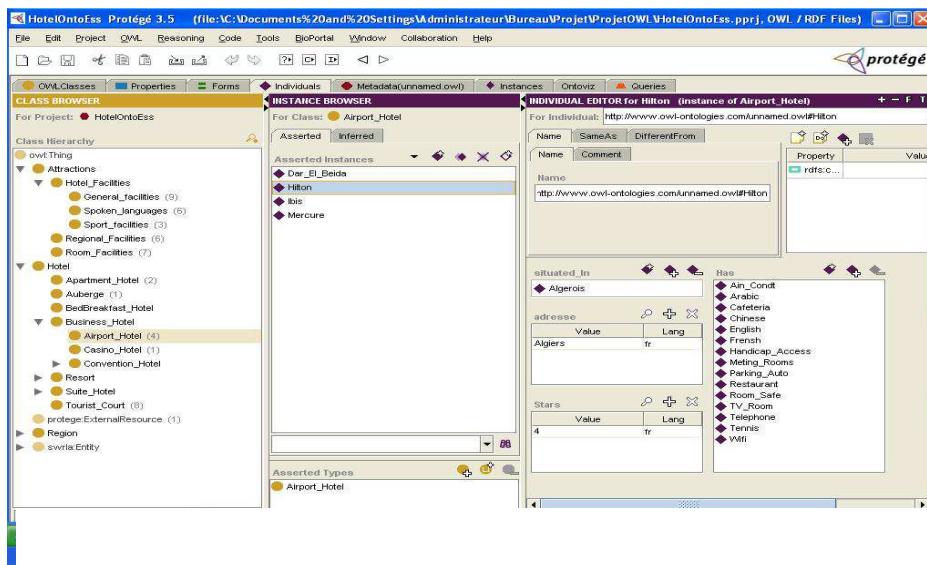 HotelOntoEss Protégé 3.5 (file:\C:\Documents%20and%20Settings\Administrateur\Bureau\Projet\ProjetOWL\HotelOntoEss.pprj, OWL / RDF Files)
File Edit Project OWL Reasoning Code Tools BioPortal Window Collaboration Help
protégé
OWLClasses Properties Forms Individuals Metadata(unnamed.owl) Instances Ontoviz Queries
CLASS BROWSER
For Project: HotelOntoEss
Class Hierarchy
owl:Thing
Attractions
Hotel_Facilities
General_facilities (9)
Spoken_languages (6)
Sport_facilities (3)
Regional_Facilities (6)
Room_Facilities (7)
Hotel
Apartment_Hotel (2)
Auberge (1)
BedBreakfast_Hotel
Business_Hotel
Airport_Hotel (4)
Casino_Hotel (1)
Convention_Hotel
Resort
Suite_Hotel
Tourist_Court (8)
protege:ExternalResource (1)
Region
swrla:Entity
INSTANCE BROWSER
For Class: Airport_Hotel
Asserted Inferred
Asserted Instances
Dar_El_Beida
Hilton
Ibis
Mercure
Asserted Types
Airport_Hotel
INDIVIDUAL EDITOR for Hilton (instance of Airport_Hotel) + - F T
For Individual: http://www.owl-ontologies.com/unnamed.owl#Hilton
Name SameAs DifferentFrom
Name Comment
Name
http://www.owl-ontologies.com/unnamed.owl#Hilton
Property Valu
rdfs:c...
situated_In
Algerois
adresse
Value Lang
Algiers fr
Stars
Value Lang
4 fr
Has
Ain_Condt
Arabic
Cafeteria
Chinese
English
Frensh
Handicap_Access
Meting_Rooms
Parking_Auto
Restaurant
Room_Safe
TV_Room
Telephone
Tennis
Wifi